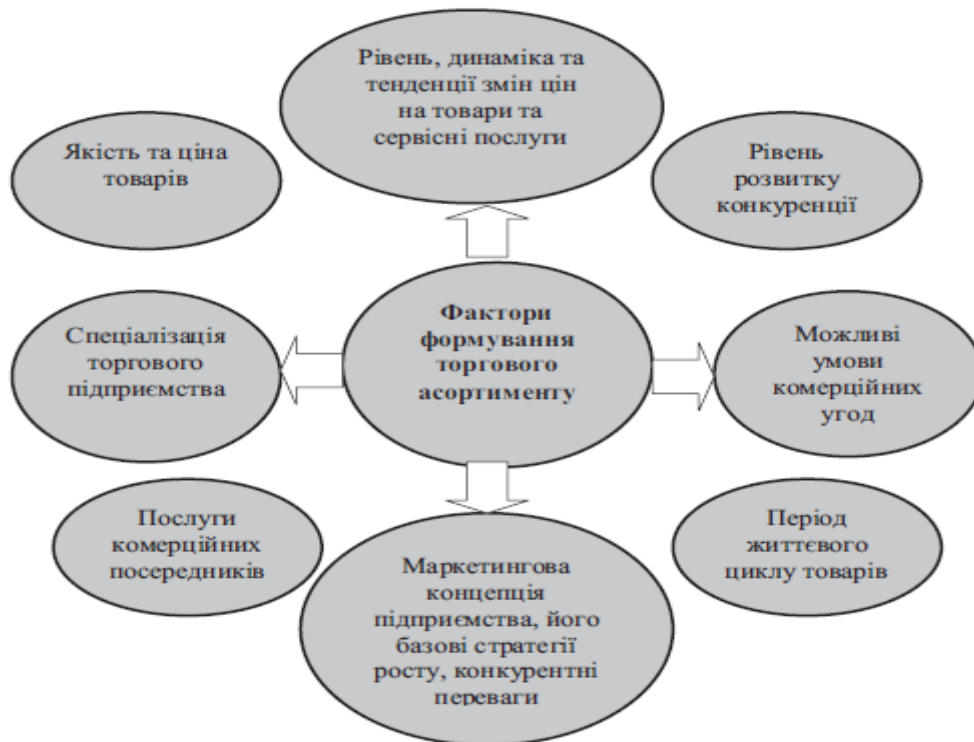 Рівень, динаміка та
тенденції змін цін
на товари та
сервісні послуги
Якість та ціна
товарів
Рівень
розвитку
конкуренції
Фактори
формування
торгового
асортименту
Спеціалізація
торгового
підприємства
Можливі
умови
комерційних
угод
Послуги
комерційних
посередників
Період
життєвого
циклу товарів
Маркетингова
концепція
підприємства, його
базові стратегії
росту, конкурентні
переваги